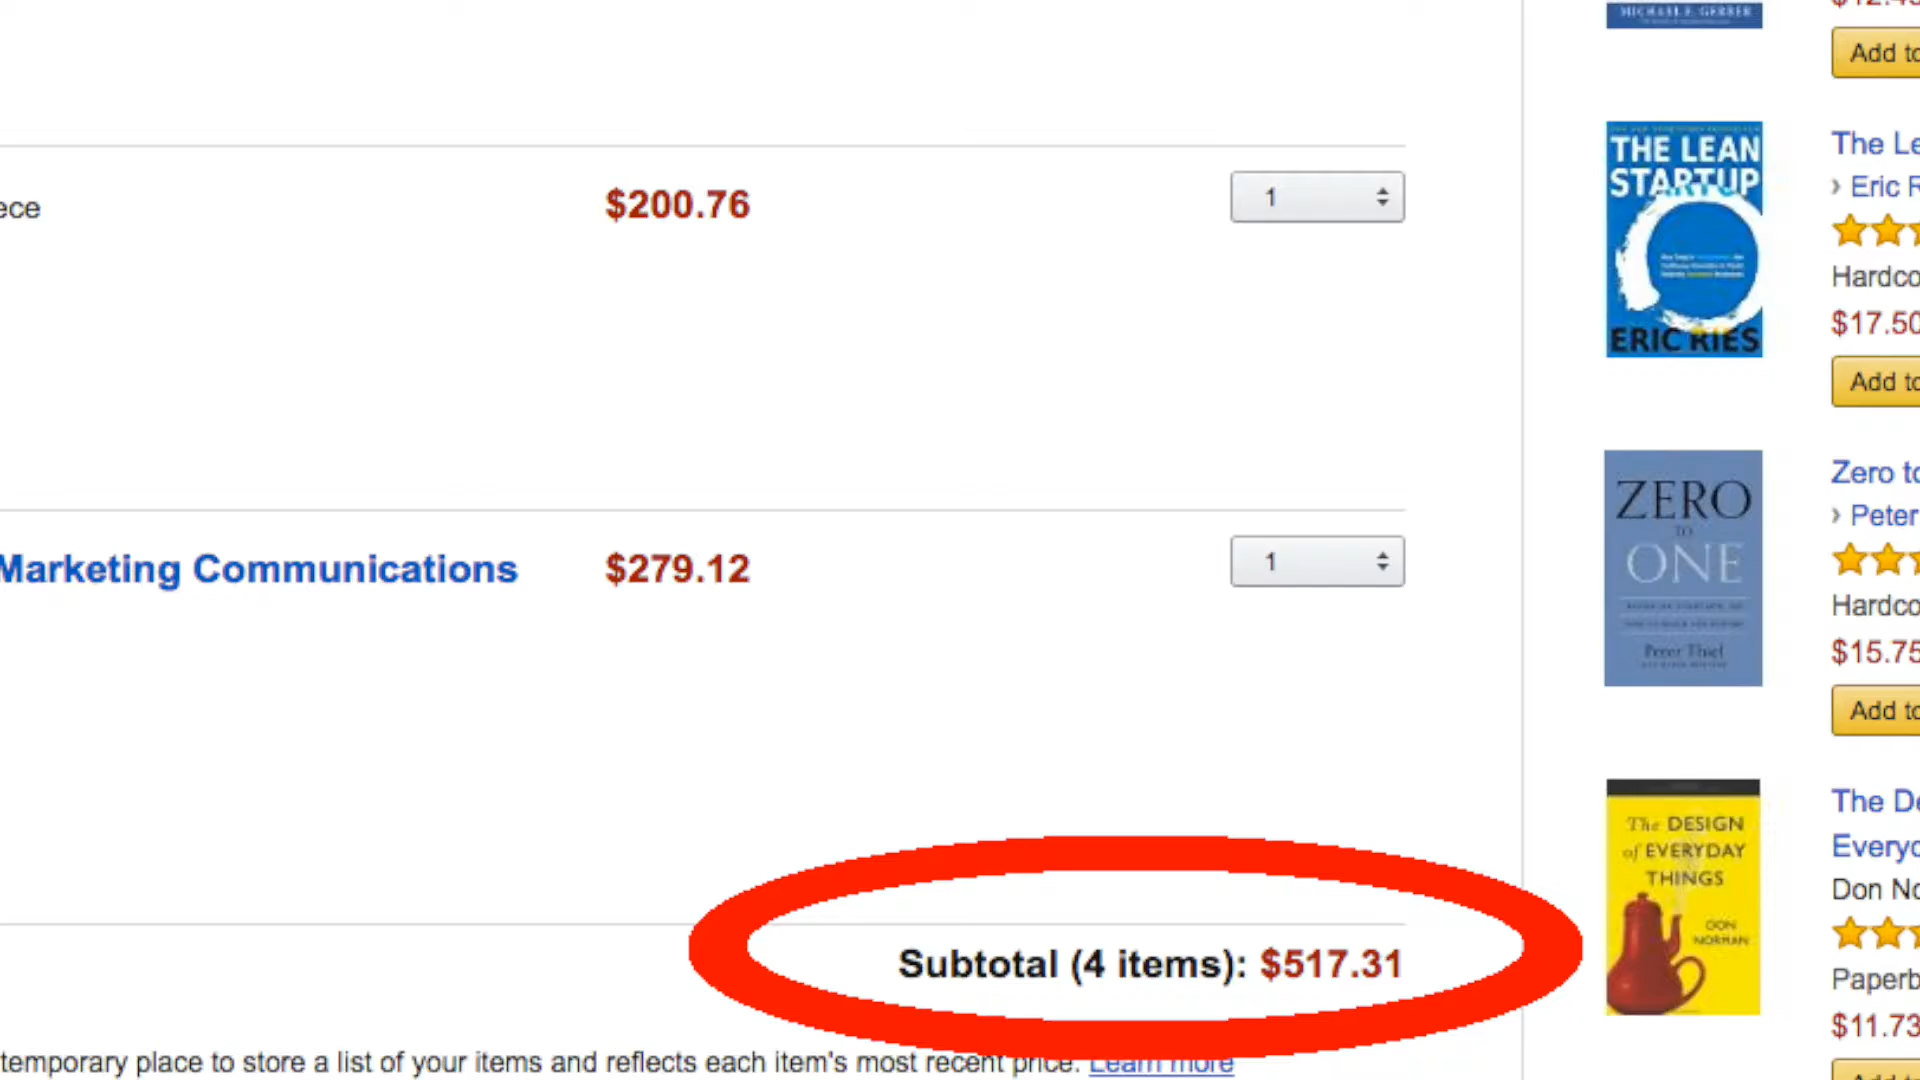 MICHAEL E. GERBER
Add to
ece
$200.76
1
THE LEAN
STARTUP
ERIC RIES
The Le
› Eric R
Hardco
$17.50
Add to
Marketing Communications
$279.12
1
ZERO
TO
ONE
Peter Thiel
Zero to
› Peter
Hardco
$15.75
Add to
The DESIGN
of EVERYDAY
THINGS
DON
NORMAN
The De
Everyd
Don No
Paperb
$11.73
Subtotal (4 items): $517.31
temporary place to store a list of your items and reflects each item's most recent price. Learn more